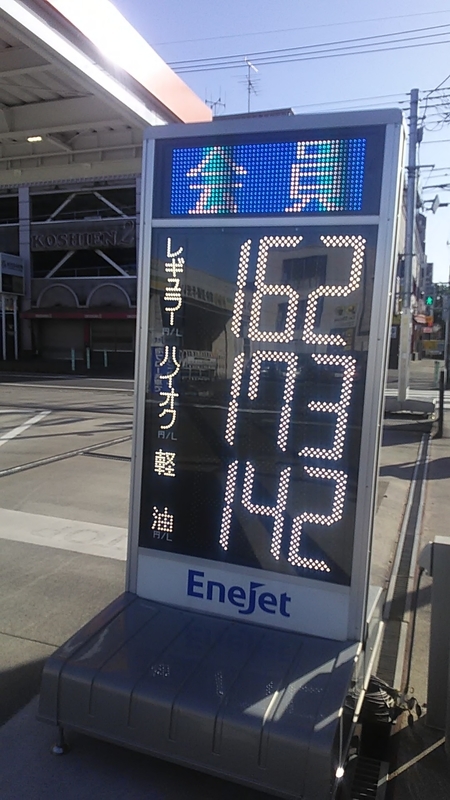 会員
レギュラー 162
円/L
ハイオク 173
円/L
軽油 142
円/L
EneJet
KOSHIEN